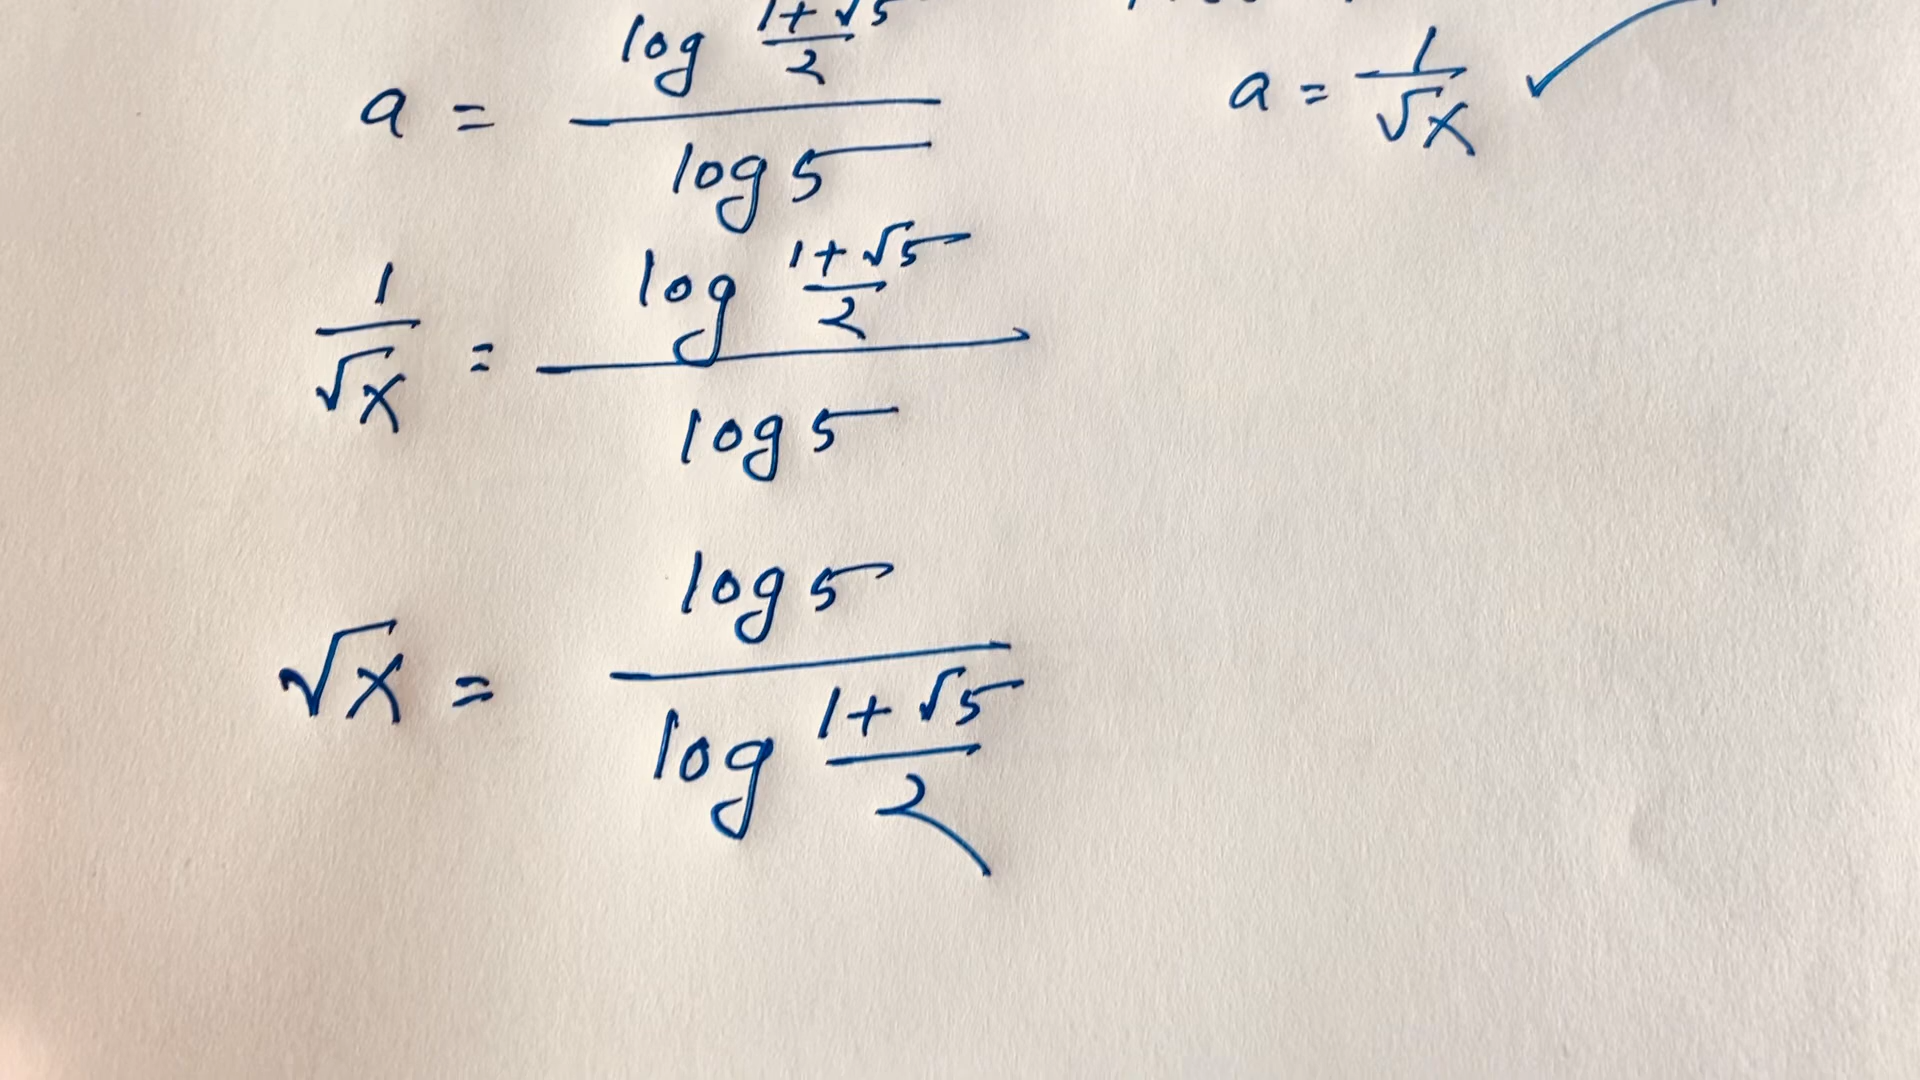 a = log (1+√5)/2 / log 5
a = 1/√x ✓
1/√x = log (1+√5)/2 / log 5
√x = log 5 / log (1+√5)/2